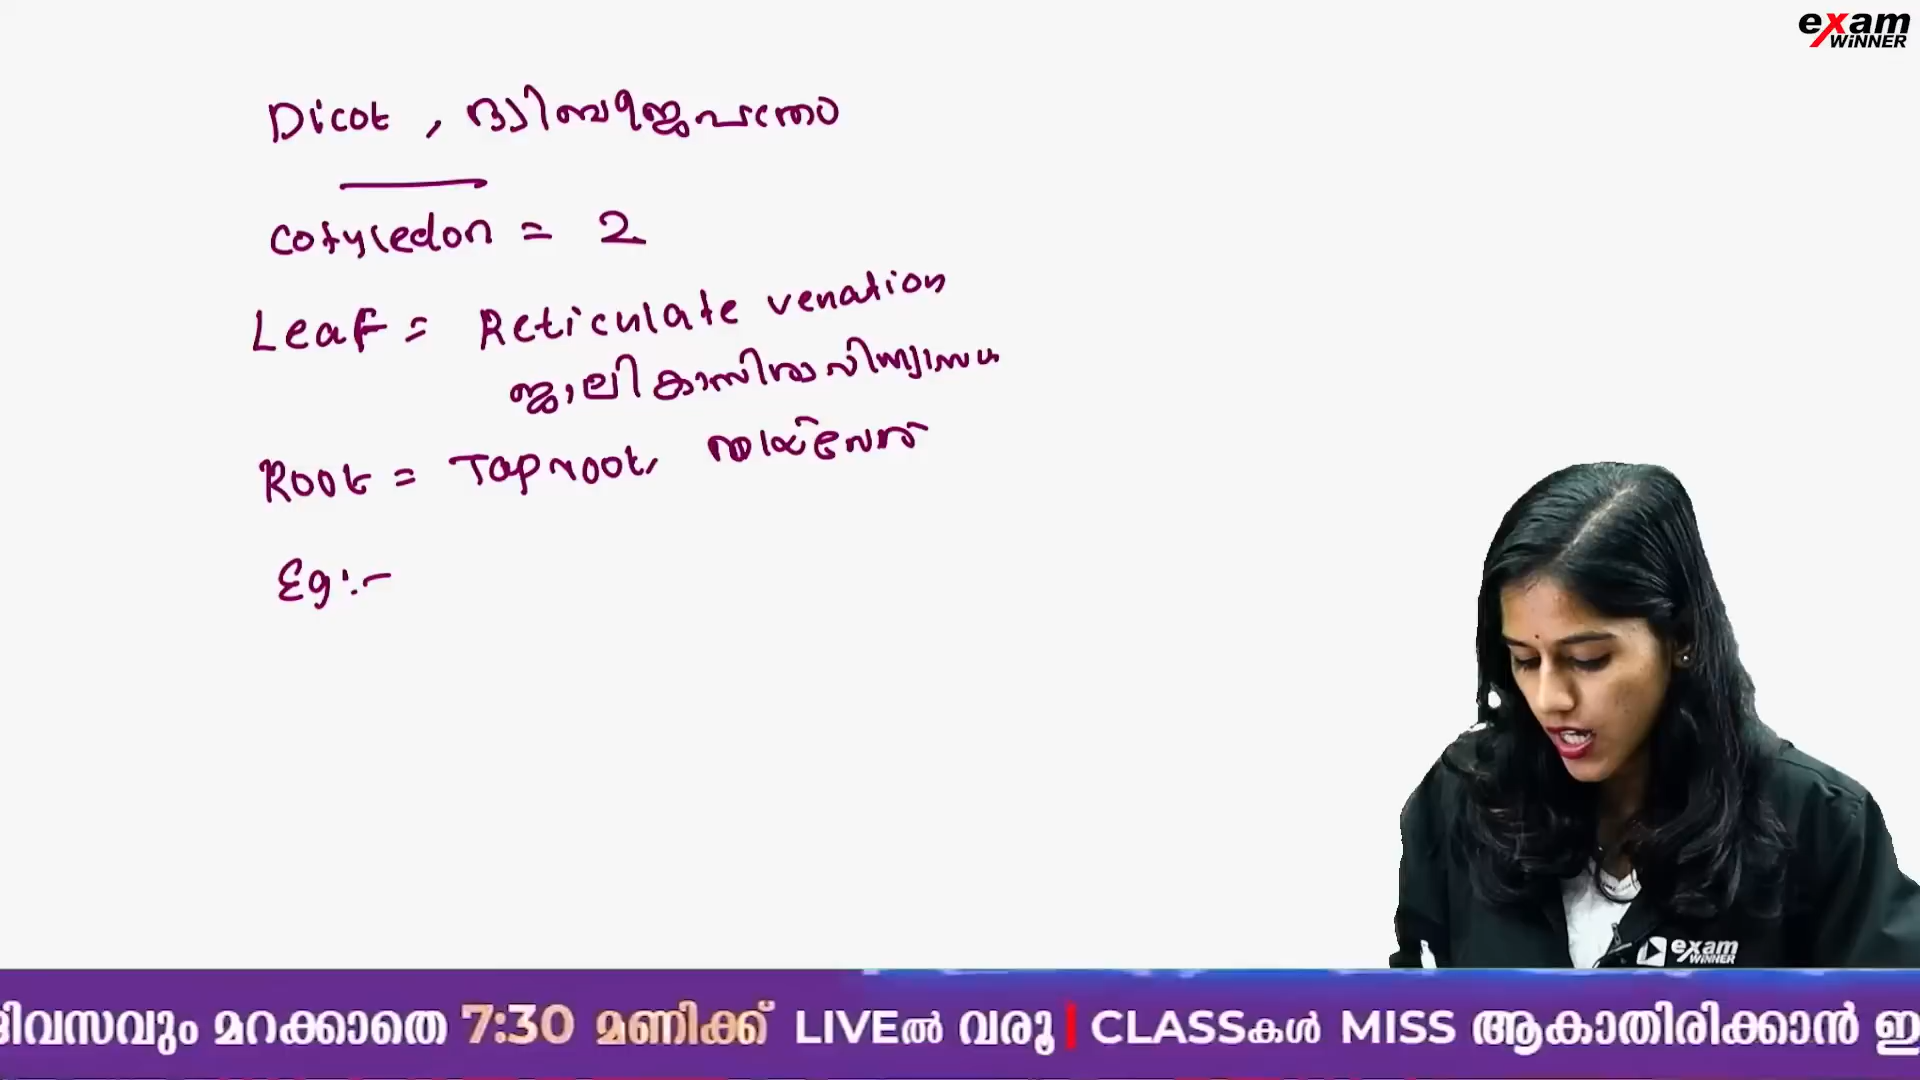 exam
WINNER
Dicot , ദ്വിബീജപത്രം
Cotyledon = 2
Leaf = Reticulate venation
ജാലികാസിരാവിന്യാസം
Root = Taproot, തായ്‌വേര്
Eg:-
exam
WINNER
ദിവസവും മറക്കാതെ 7:30 മണിക്ക് LIVEൽ വരൂ | CLASSകൾ MISS ആകാതിരിക്കാൻ